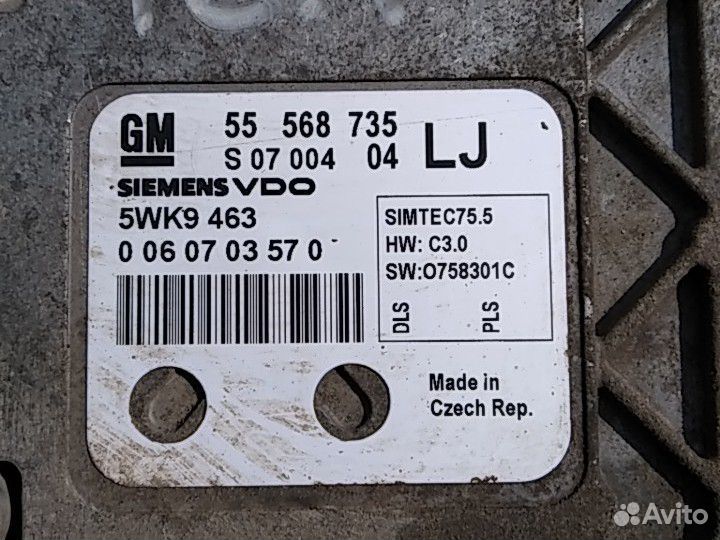 GM 55 568 735 LJ
S 07 004 04
SIEMENS VDO
5WK9 463
0 06 07 03 57 0
SIMTEC75.5
HW: C3.0
SW:O758301C
DLS PLS
Made in
Czech Rep.
Avito